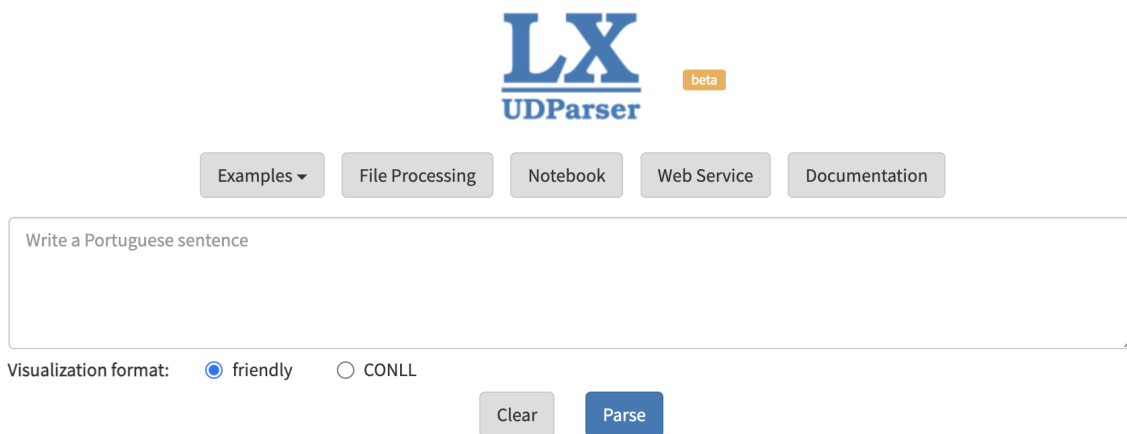 LX
beta
UDParser
Examples
File Processing
Notebook
Web Service
Documentation
Write a Portuguese sentence
Visualization format:
friendly
CONLL
Clear
Parse